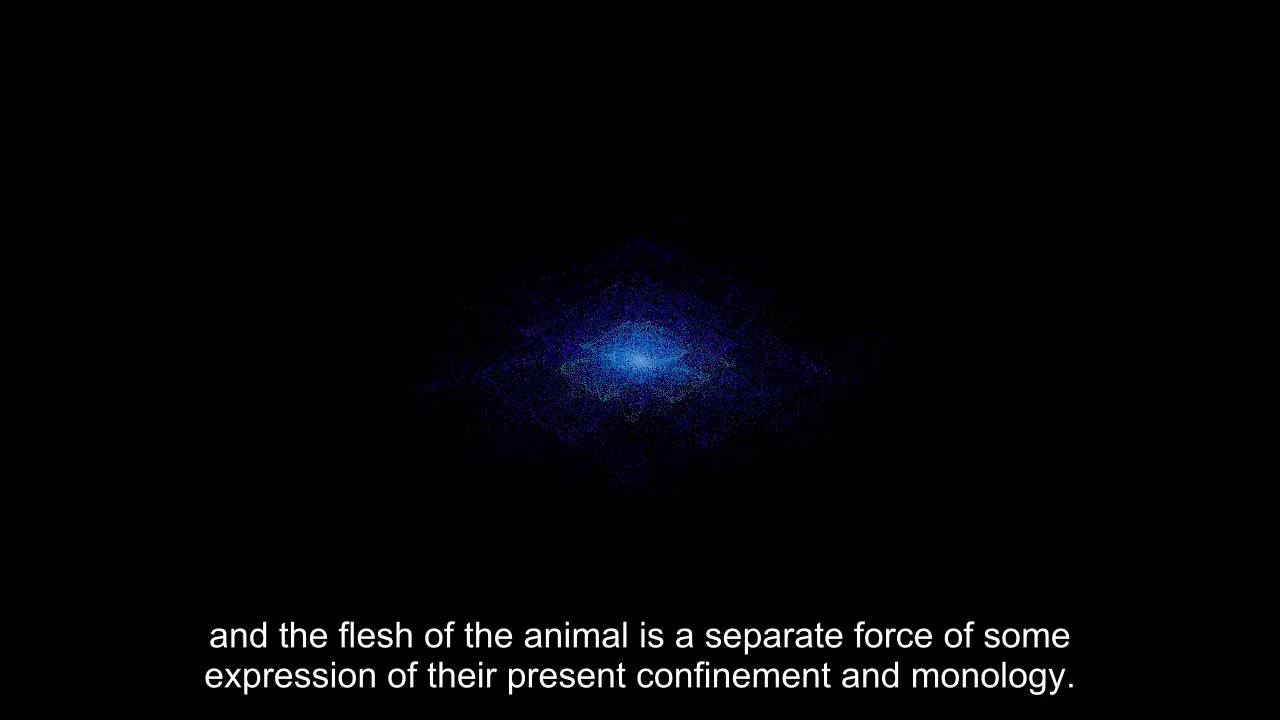 and the flesh of the animal is a separate force of some
expression of their present confinement and monology.